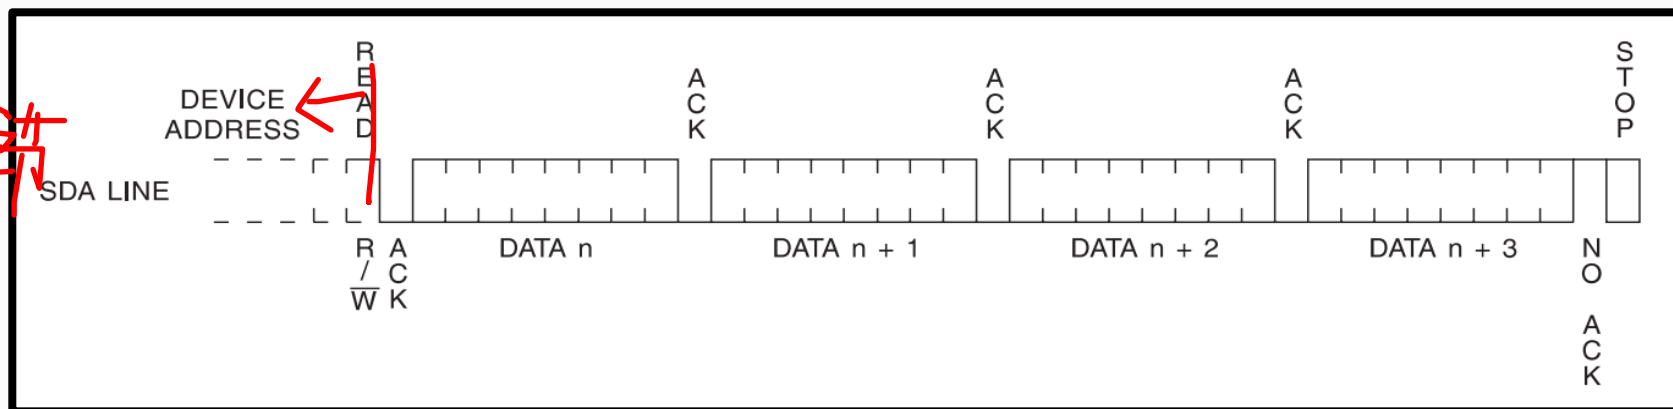 DEVICE
ADDRESS
READ
ACK
ACK
ACK
STOP
SDA LINE
R/W
ACK
DATA n
DATA n + 1
DATA n + 2
DATA n + 3
NO ACK